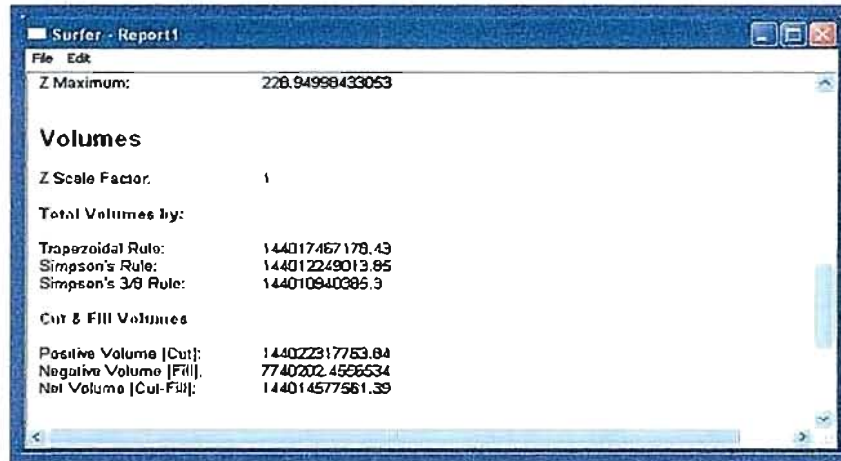 Surfer - Report1
File Edit
Z Maximum: 228.94998433053
Volumes
Z Scale Factor: 1
Total Volumes by:
Trapezoidal Rule: 144017467178.43
Simpson's Rule: 144012249013.85
Simpson's 3/8 Rule: 144010940385.3
Cut & Fill Volumes
Positive Volume [Cut]: 144022317763.84
Negative Volume [Fill]: 7740202.4556534
Net Volume [Cut-Fill]: 144014577561.39